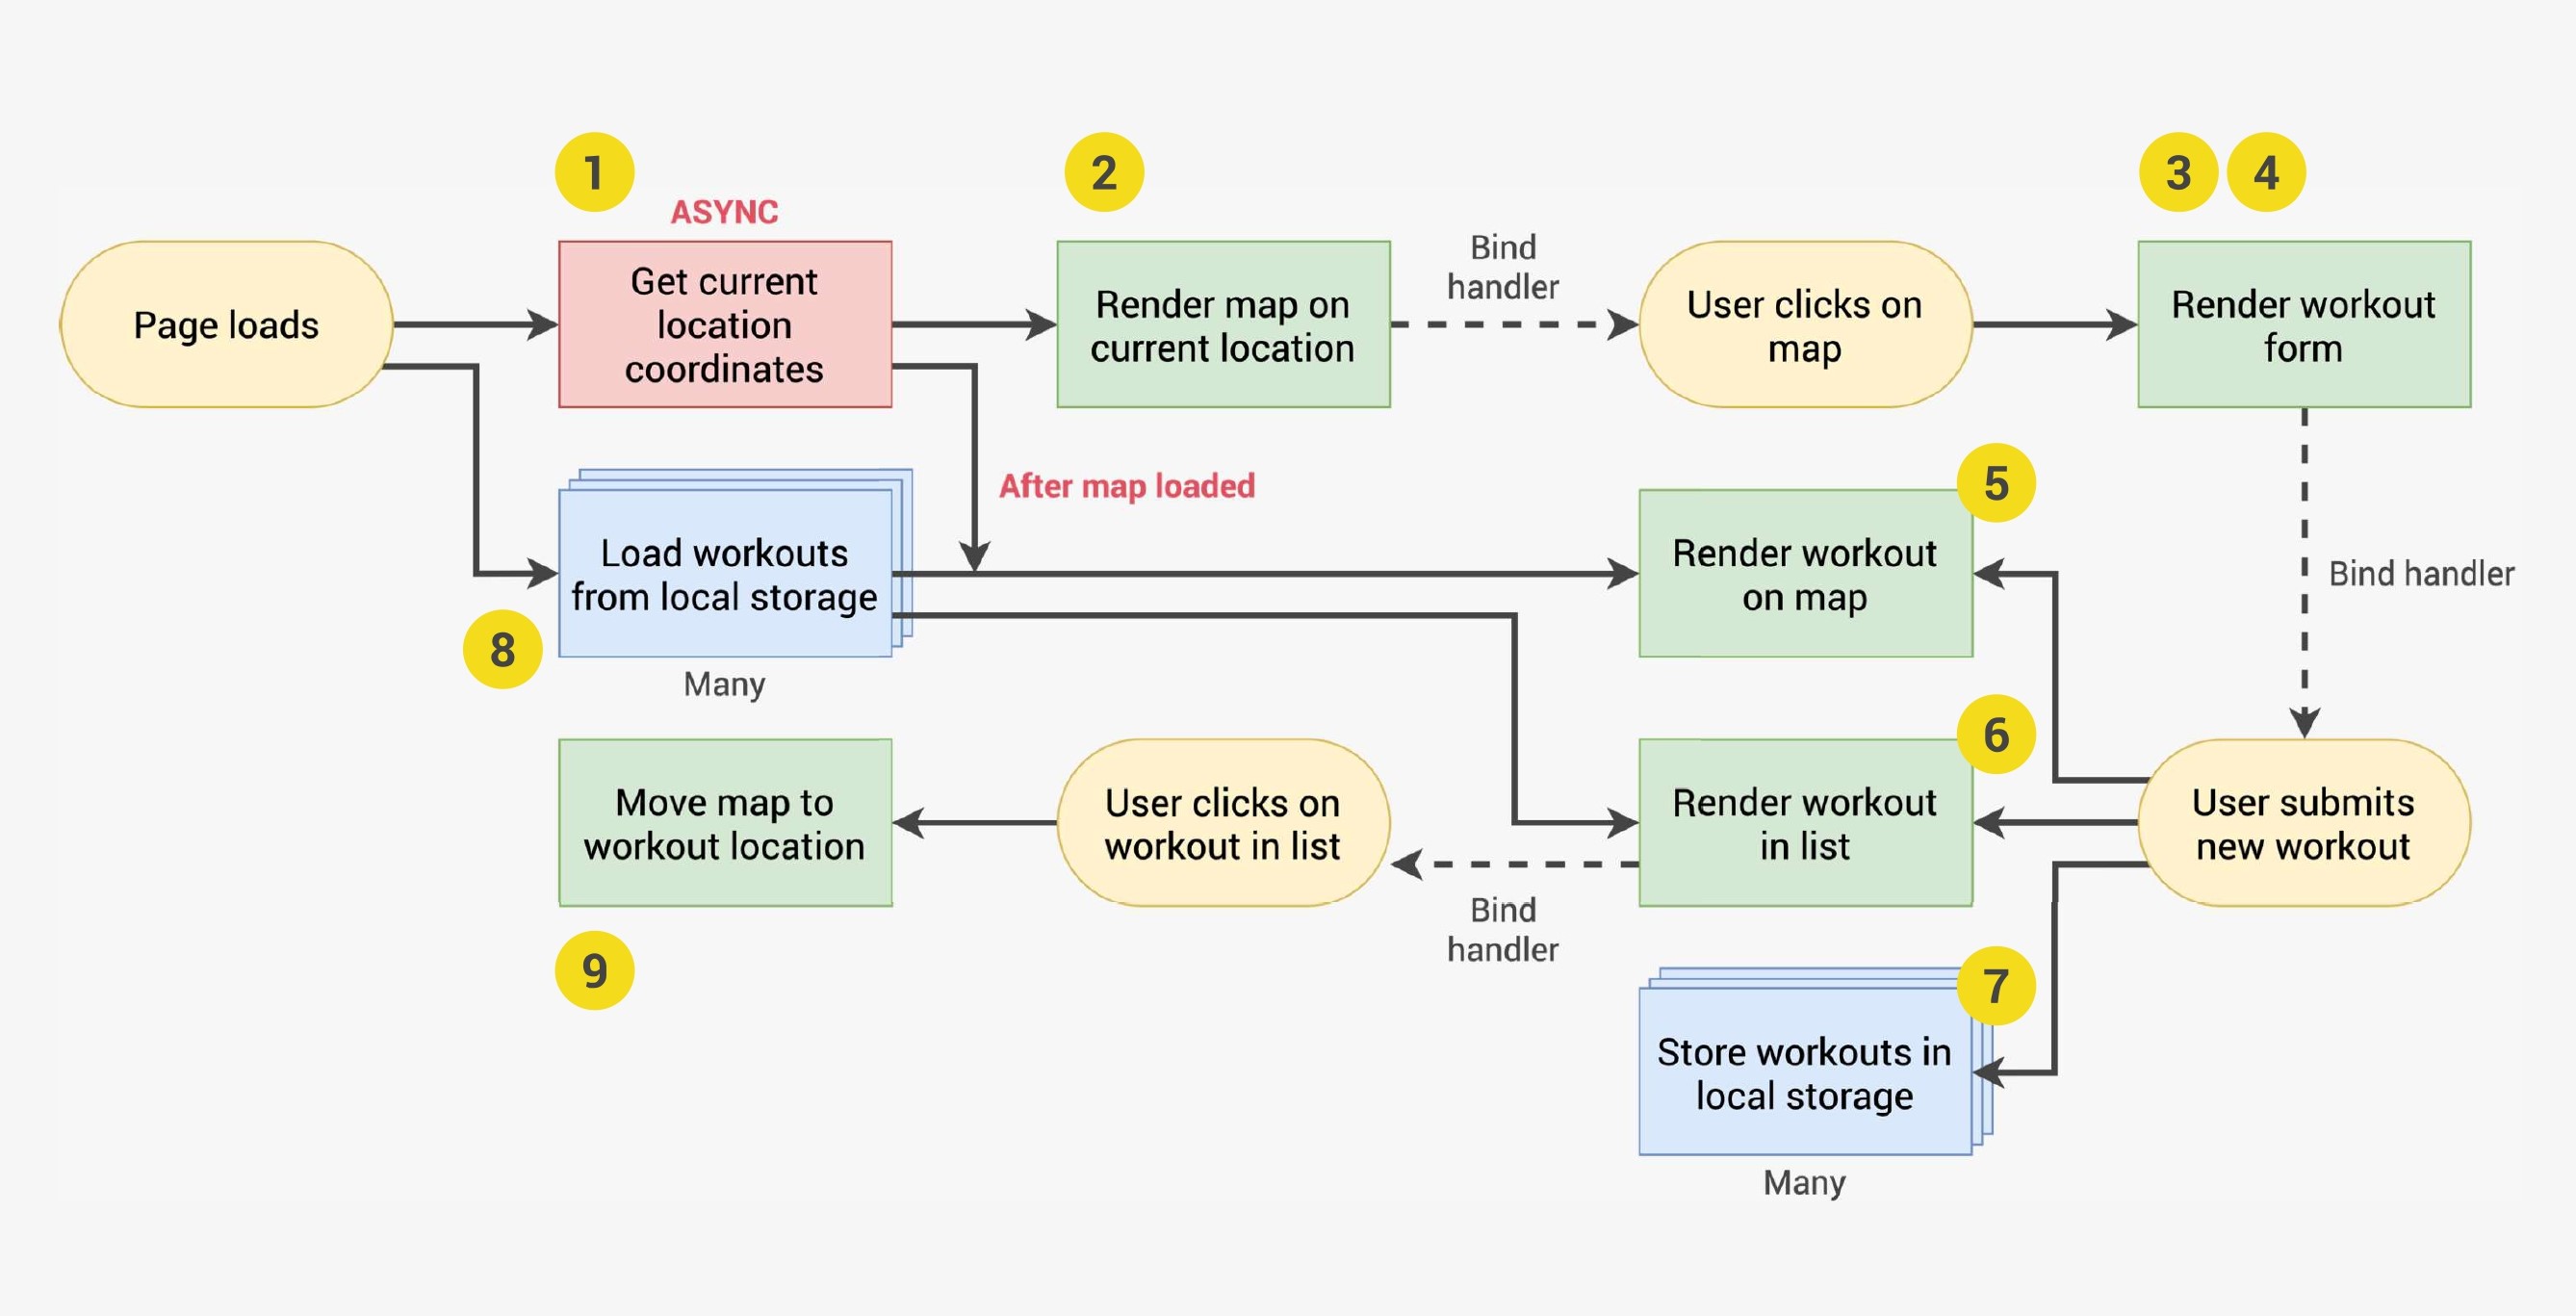 1
2
3
4
ASYNC
Page loads
Get current
location
coordinates
Render map on
current location
Bind
handler
User clicks on
map
Render workout
form
After map loaded
5
Load workouts
from local storage
8
Many
Render workout
on map
Bind handler
6
Move map to
workout location
9
User clicks on
workout in list
Render workout
in list
Bind
handler
User submits
new workout
7
Store workouts in
local storage
Many